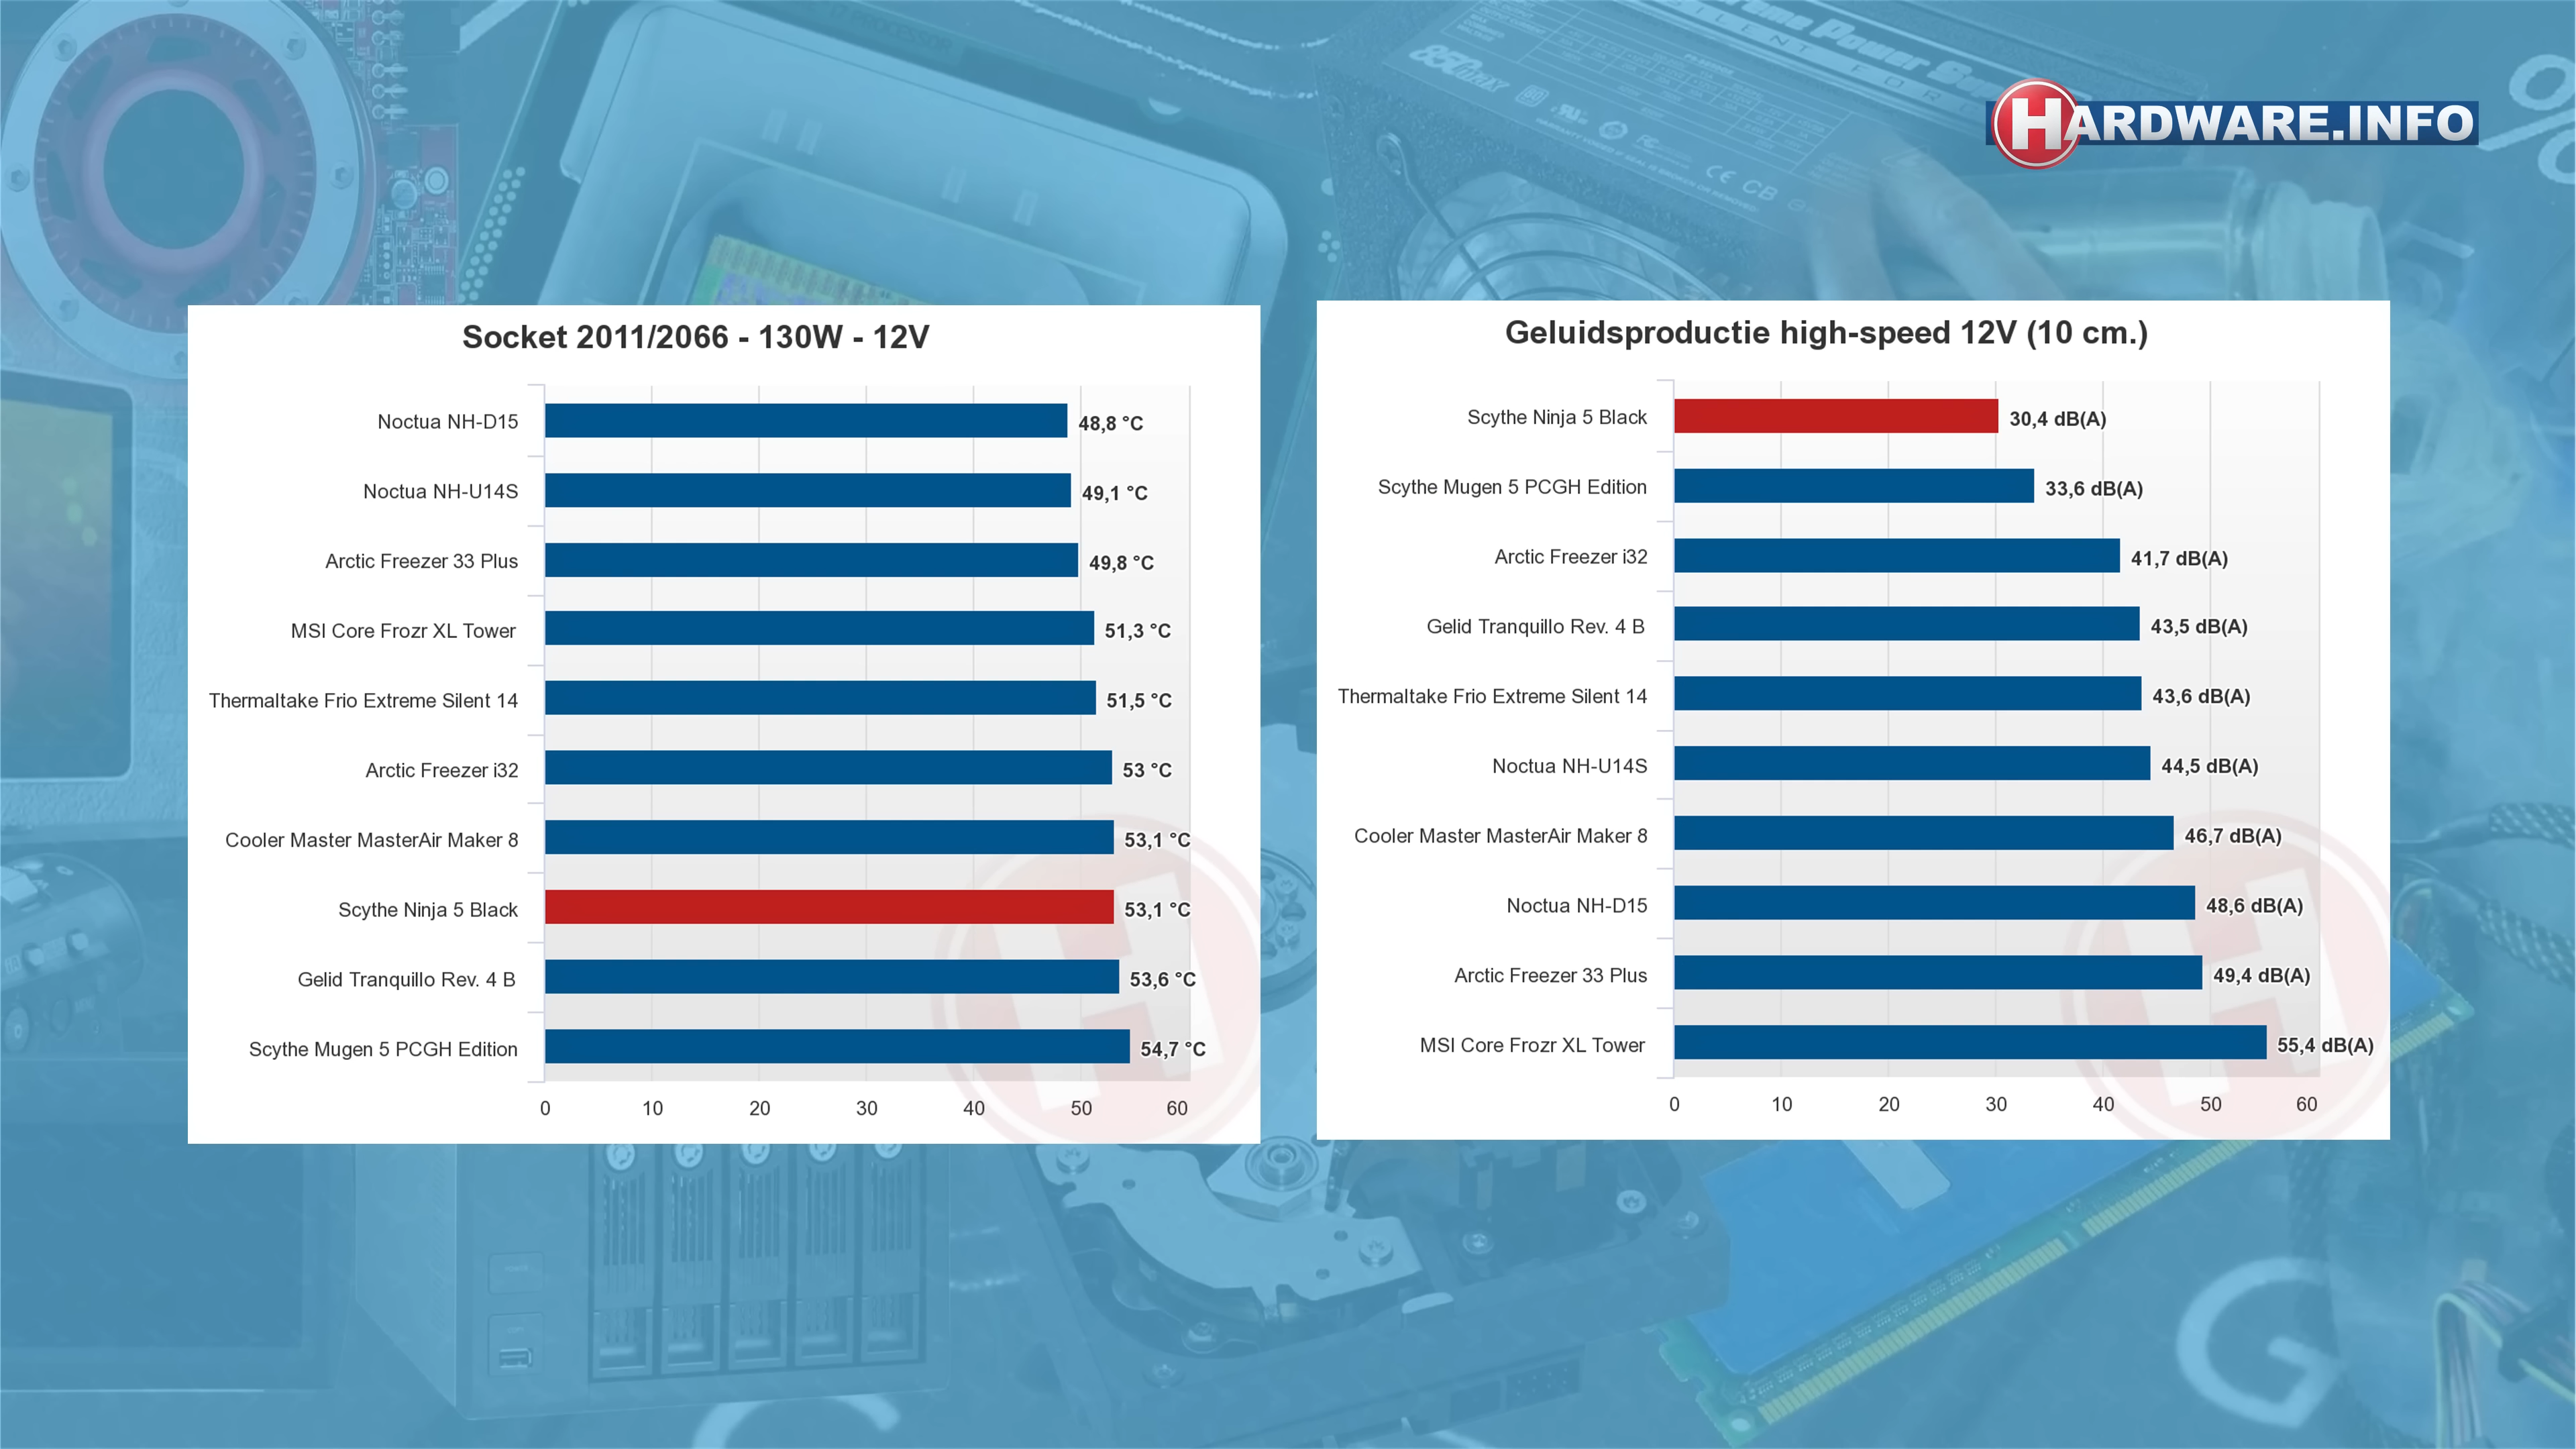 HARDWARE.INFO
850MAX
CE CB
Socket 2011/2066 - 130W - 12V
Noctua NH-D15 48,8 °C
Noctua NH-U14S 49,1 °C
Arctic Freezer 33 Plus 49,8 °C
MSI Core Frozr XL Tower 51,3 °C
Thermaltake Frio Extreme Silent 14 51,5 °C
Arctic Freezer i32 53 °C
Cooler Master MasterAir Maker 8 53,1 °C
Scythe Ninja 5 Black 53,1 °C
Gelid Tranquillo Rev. 4 B 53,6 °C
Scythe Mugen 5 PCGH Edition 54,7 °C
0 10 20 30 40 50 60
Geluidsproductie high-speed 12V (10 cm.)
Scythe Ninja 5 Black 30,4 dB(A)
Scythe Mugen 5 PCGH Edition 33,6 dB(A)
Arctic Freezer i32 41,7 dB(A)
Gelid Tranquillo Rev. 4 B 43,5 dB(A)
Thermaltake Frio Extreme Silent 14 43,6 dB(A)
Noctua NH-U14S 44,5 dB(A)
Cooler Master MasterAir Maker 8 46,7 dB(A)
Noctua NH-D15 48,6 dB(A)
Arctic Freezer 33 Plus 49,4 dB(A)
MSI Core Frozr XL Tower 55,4 dB(A)
0 10 20 30 40 50 60